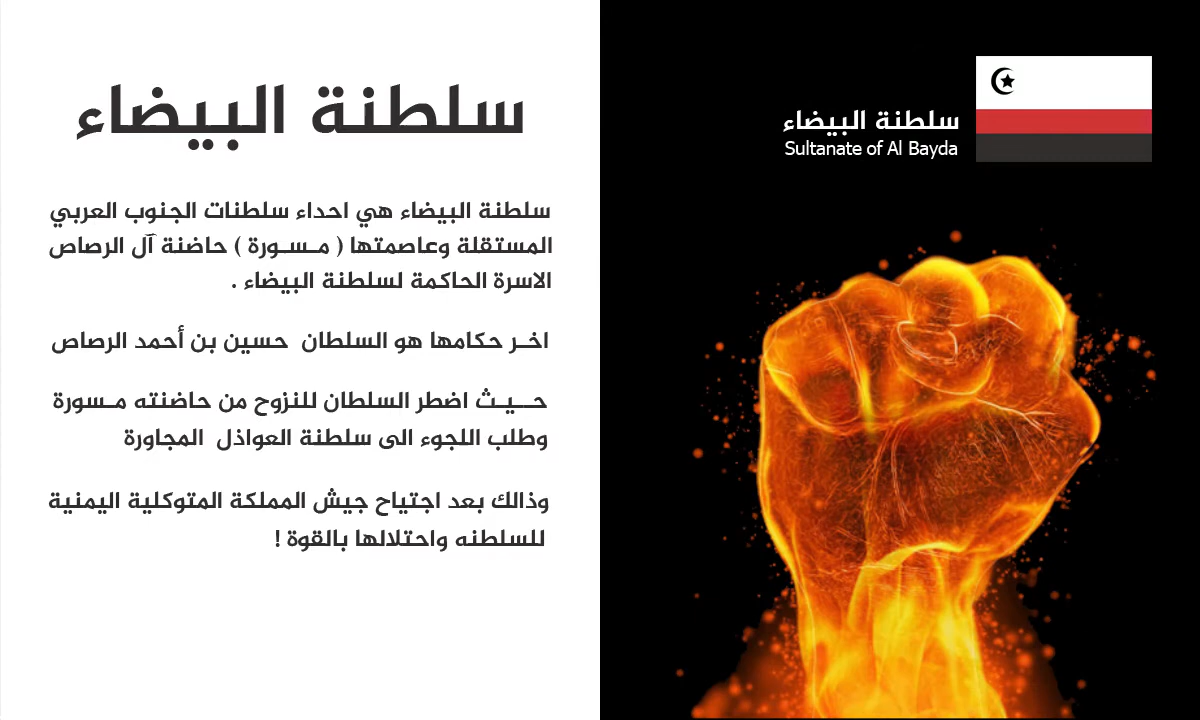 سلطنة البيضاء
سلطنة البيضاء هي احداء سلطنات الجنوب العربي
المستقلة وعاصمتها ( مـسـورة ) حاضنة آل الرصاص
الاسرة الحاكمة لسلطنة البيضاء .
اخـر حكامها هو السلطان حسين بن أحمد الرصاص
حــيـث اضطر السلطان للنزوح من حاضنته مـسورة
وطلب اللجوء الى سلطنة العواذل المجاورة
وذالك بعد اجتياح جيش المملكة المتوكلية اليمنية
للسلطنه واحتلالها بالقوة !
سلطنة البيضاء
Sultanate of Al Bayda